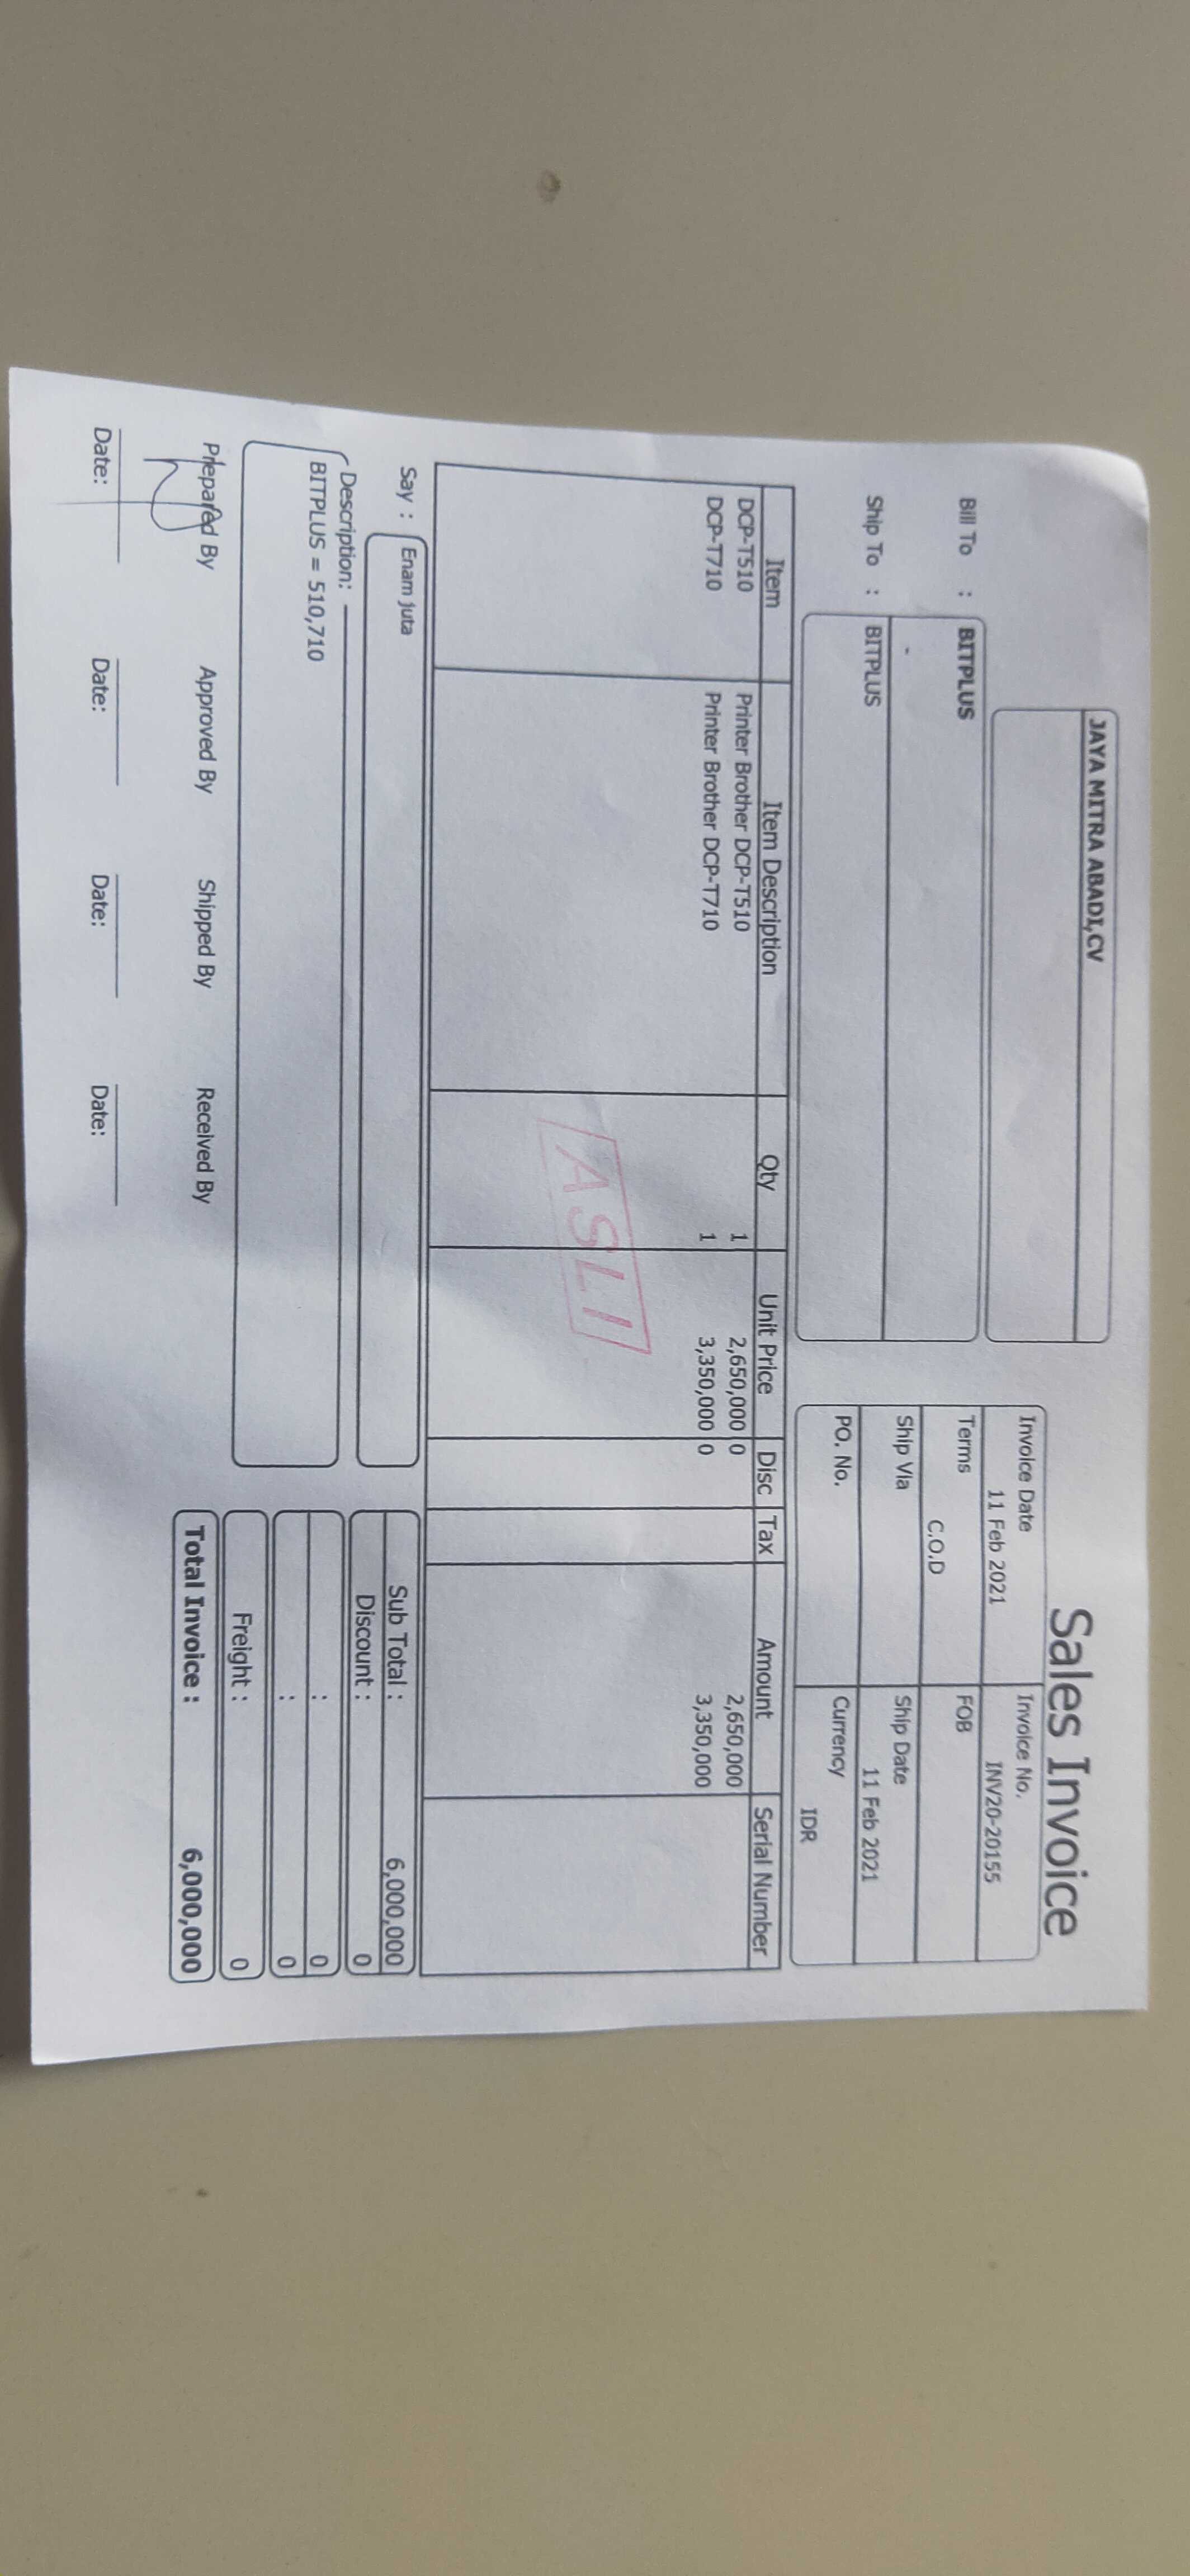 JAYA MITRA ABADI,CV
Sales Invoice
Bill To : BITPLUS
-
Ship To : BITPLUS
Invoice Date
11 Feb 2021
Invoice No.
INV20-20155
Terms
C.O.D
FOB
Ship Via
Ship Date
11 Feb 2021
PO. No.
Currency
IDR
Item Item Description Qty Unit Price Disc Tax Amount Serial Number
DCP-T510 Printer Brother DCP-T510 1 2,650,000 0 2,650,000
DCP-T710 Printer Brother DCP-T710 1 3,350,000 0 3,350,000
ASLI
Say : Enam juta
Description:
BITPLUS = 510,710
Sub Total : 6,000,000
Discount : 0
: 0
: 0
Freight : 0
Total Invoice : 6,000,000
Prepared By Approved By Shipped By Received By
Date: Date: Date: Date: